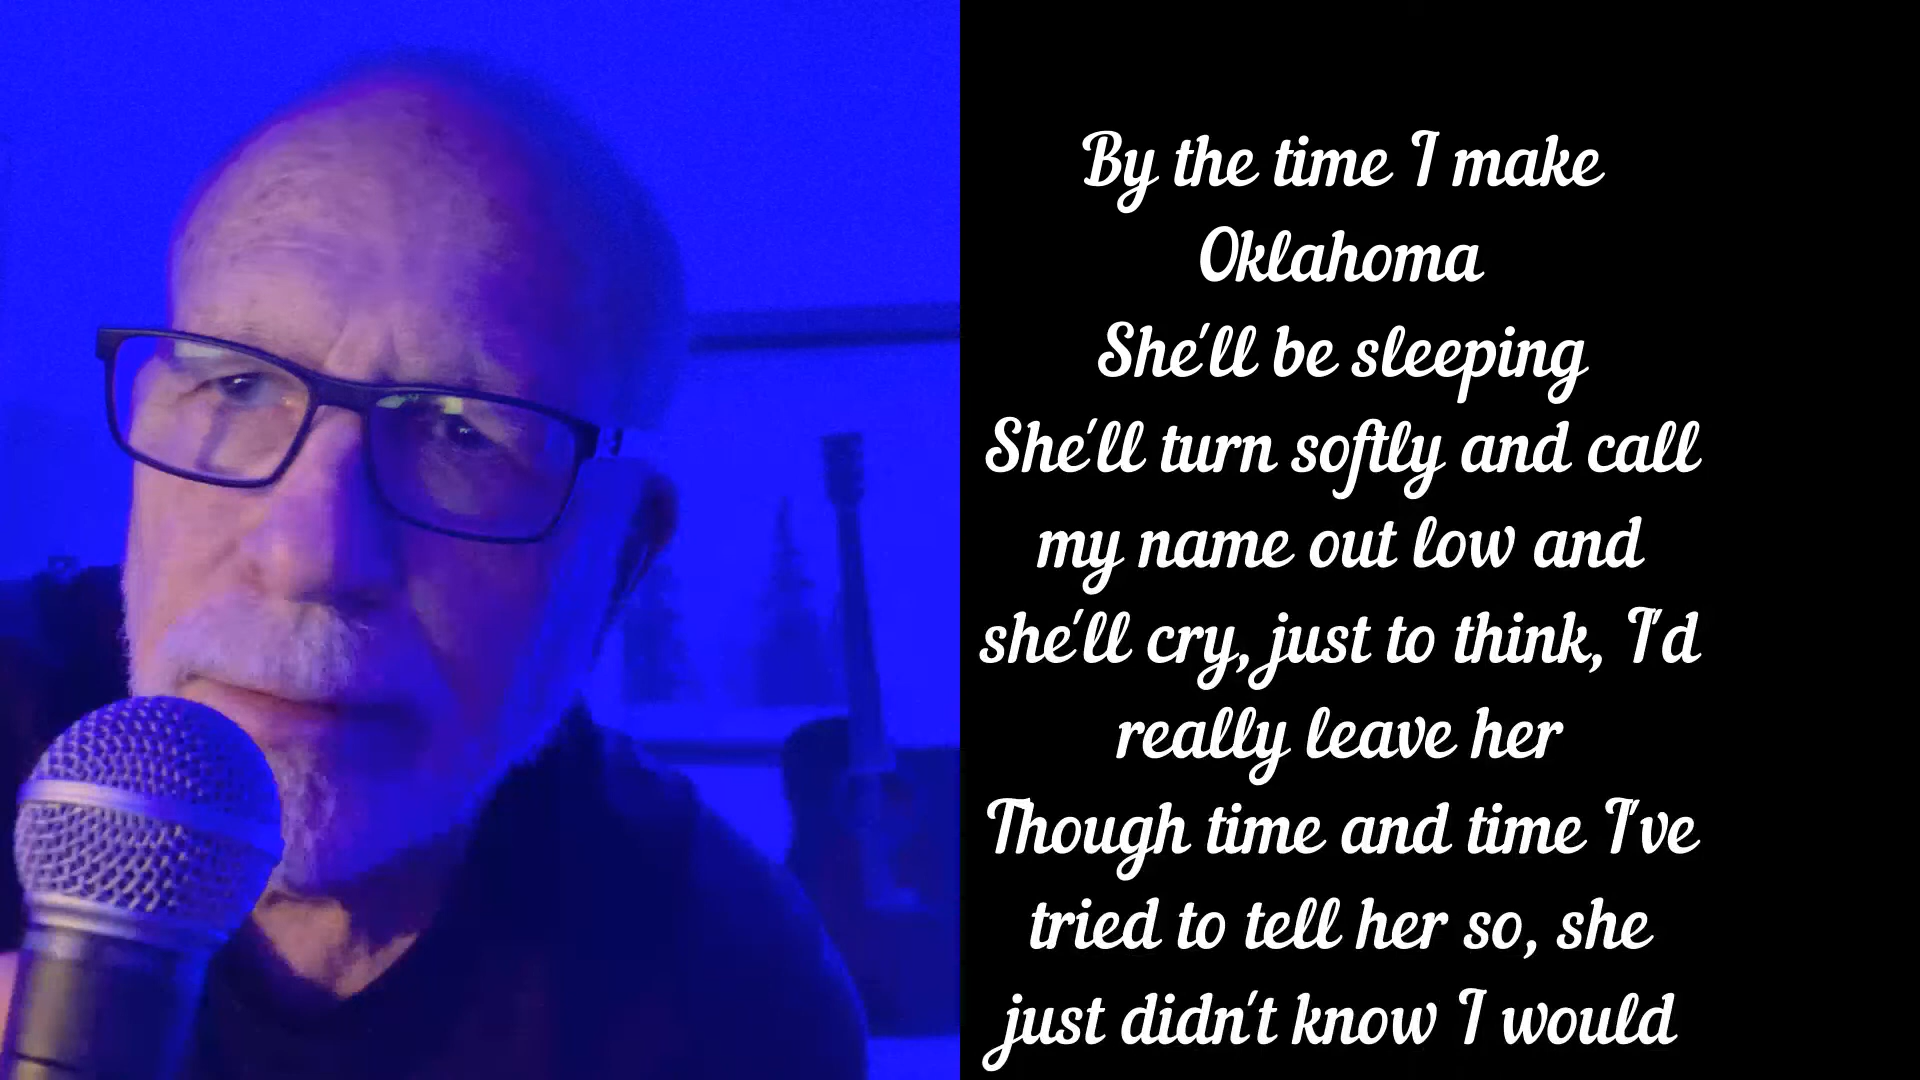 By the time I make
Oklahoma
She'll be sleeping
She'll turn softly and call
my name out low and
she'll cry, just to think, I'd
really leave her
Though time and time I've
tried to tell her so, she
just didn't know I would